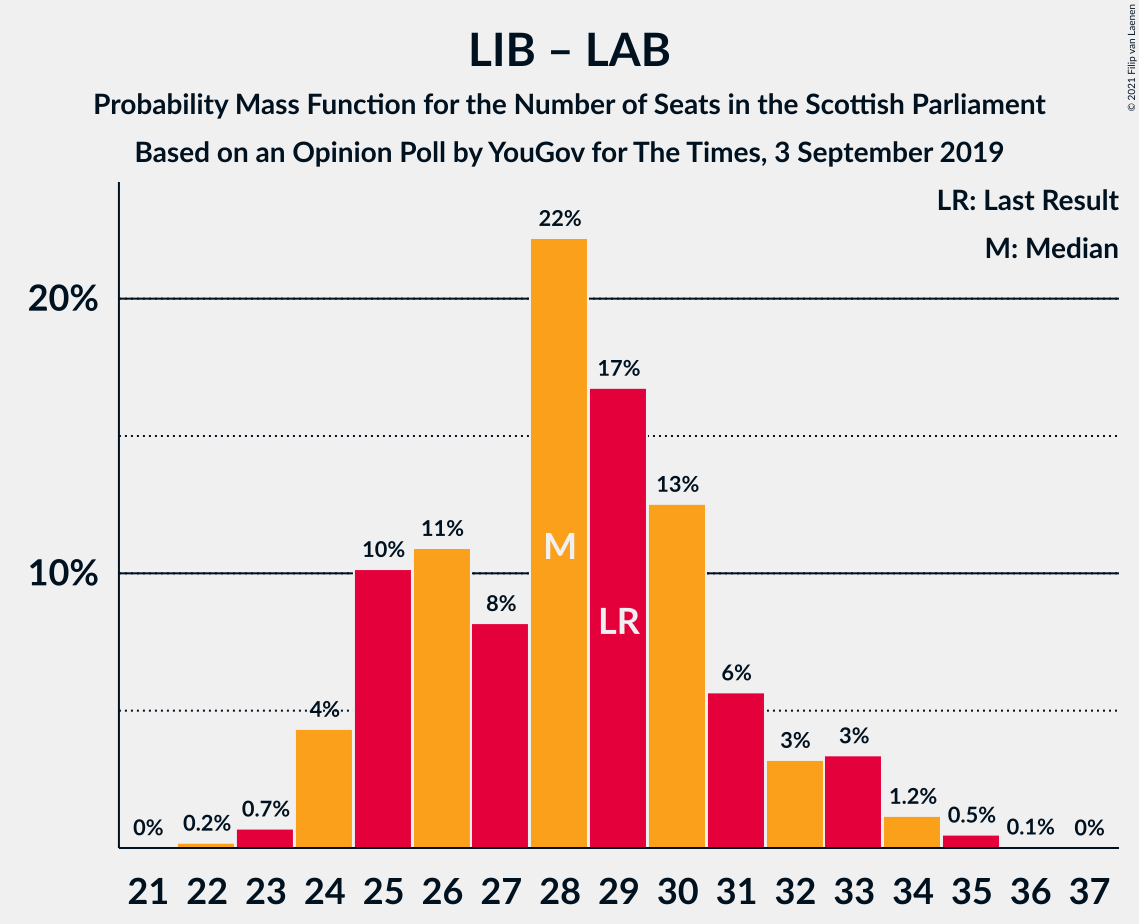 LIB – LAB
Probability Mass Function for the Number of Seats in the Scottish Parliament
Based on an Opinion Poll by YouGov for The Times, 3 September 2019
© 2021 Filip van Laenen
LR: Last Result
M: Median
20%
10%
0%
0.2%
0.7%
4%
10%
11%
8%
22%
17%
13%
6%
3%
3%
1.2%
0.5%
0.1%
0%
M
LR
21 22 23 24 25 26 27 28 29 30 31 32 33 34 35 36 37